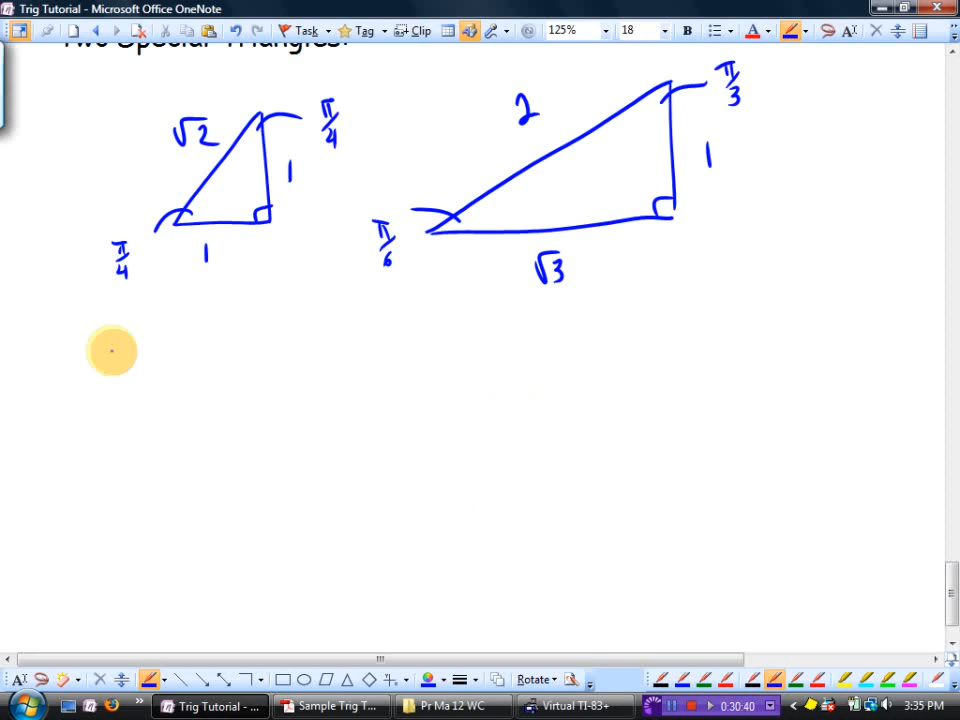 Trig Tutorial - Microsoft Office OneNote
Task
Tag
Clip
125%
18
B
A
Two Special Triangles:
√2
π/4
1
π/4
1
2
π/3
1
π/6
√3
Rotate
Trig Tutorial - ...
Sample Trig T...
Pr Ma 12 WC
Virtual TI-83+
0:30:40
3:35 PM